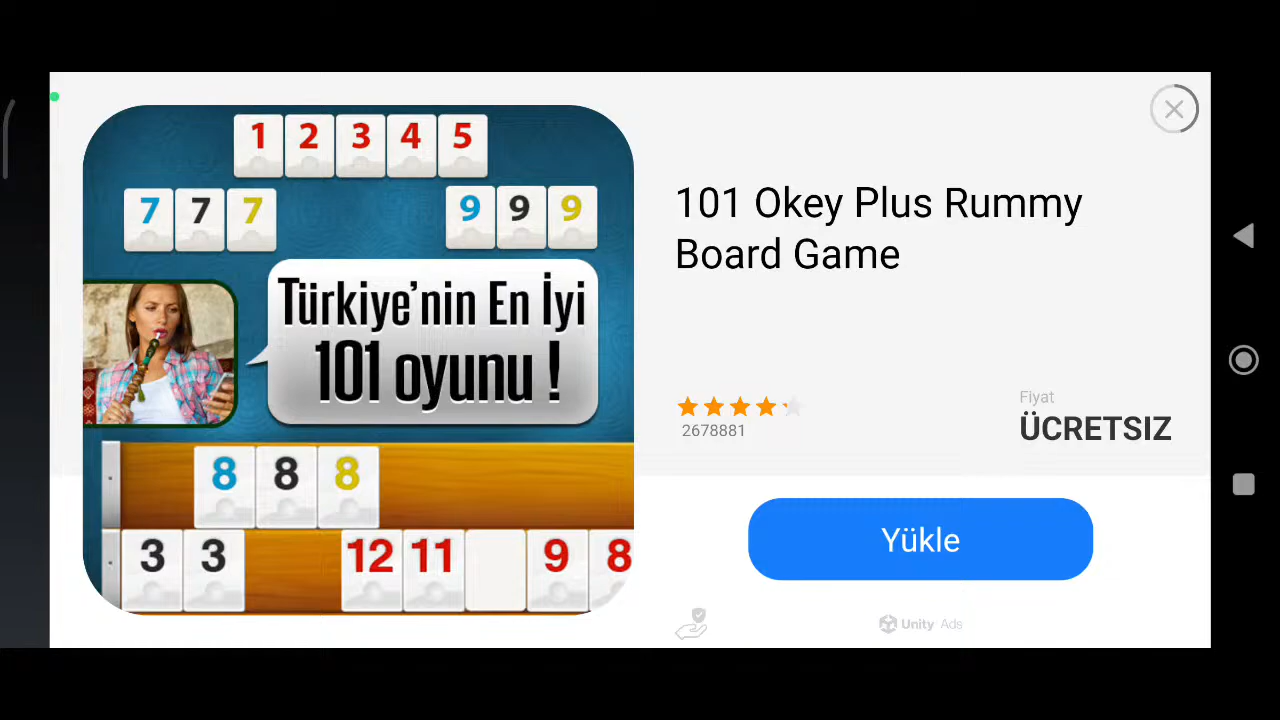 1 2 3 4 5
7 7 7 9 9 9
Türkiye'nin En İyi
101 oyunu !
8 8 8
3 3 12 11 9 8
101 Okey Plus Rummy
Board Game
2678881
Fiyat
ÜCRETSIZ
Yükle
Unity Ads